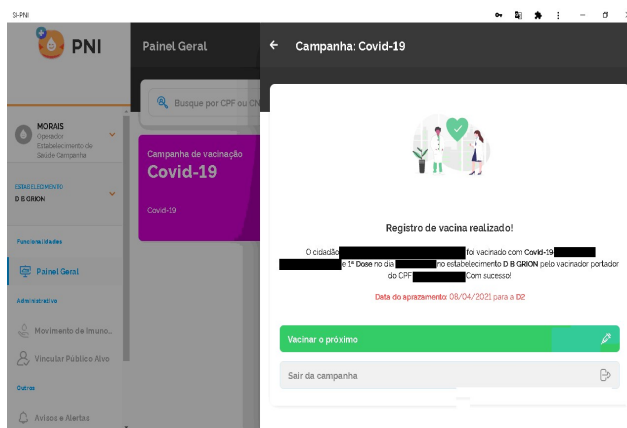 SI-PNI
PNI
MORAIS
Operador
Estabelecimento de
Saúde Campanha
ESTABELECIMENTO
D B GRION
Funcionalidades
Painel Geral
Administrativo
Movimento de Imuno...
Vincular Público Alvo
Outros
Avisos e Alertas
Painel Geral
Busque por CPF ou CN
Campanha de vacinação
Covid-19
Covid-19
Campanha: Covid-19
Registro de vacina realizado!
O cidadão foi vacinado com Covid-19
e 1ª Dose no dia no estabelecimento D B GRION pelo vacinador portador
do CPF Com sucesso!
Data do aprazamento: 08/04/2021 para a D2
Vacinar o próximo
Sair da campanha